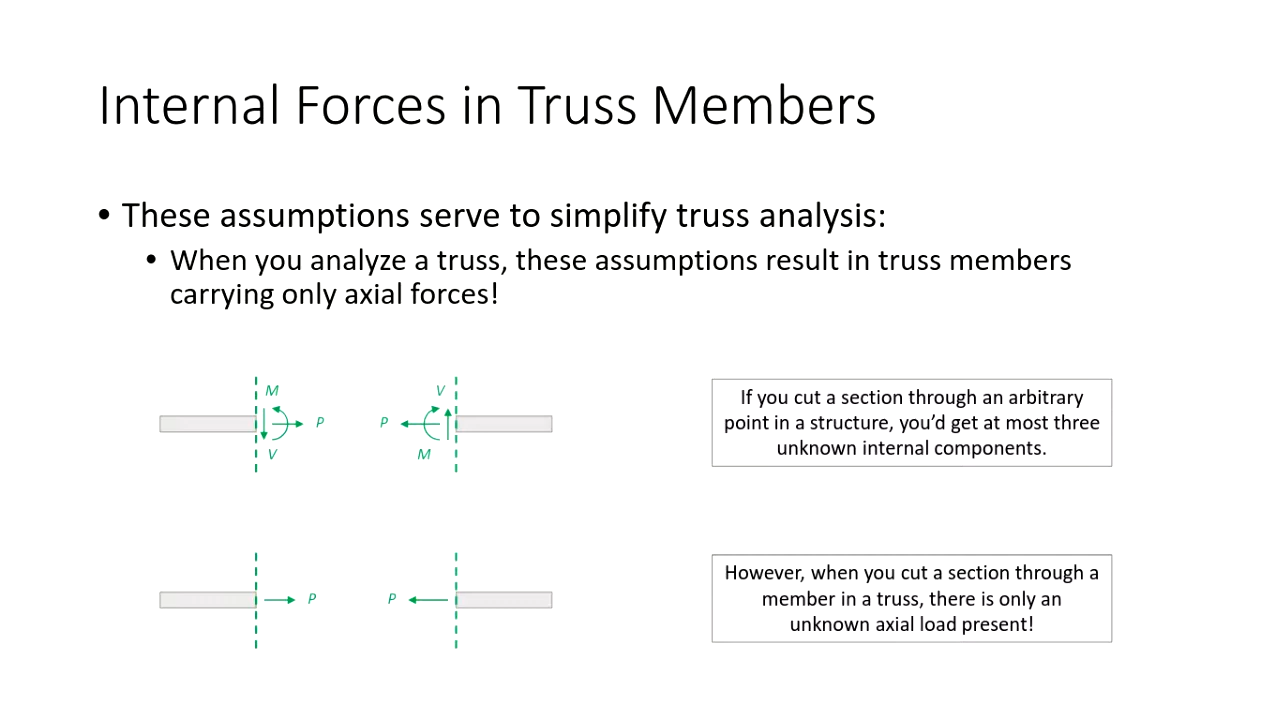 Internal Forces in Truss Members
• These assumptions serve to simplify truss analysis:
• When you analyze a truss, these assumptions result in truss members
carrying only axial forces!
M
V
P
P
V
M
If you cut a section through an arbitrary
point in a structure, you’d get at most three
unknown internal components.
P
P
However, when you cut a section through a
member in a truss, there is only an
unknown axial load present!